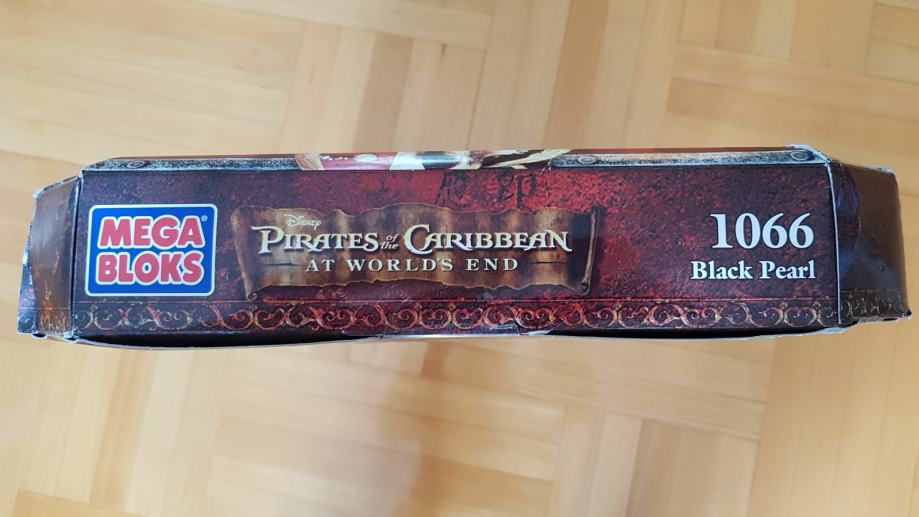 MEGA
BLOKS®
Disney
PIRATES of the CARIBBEAN
AT WORLD'S END
1066
Black Pearl